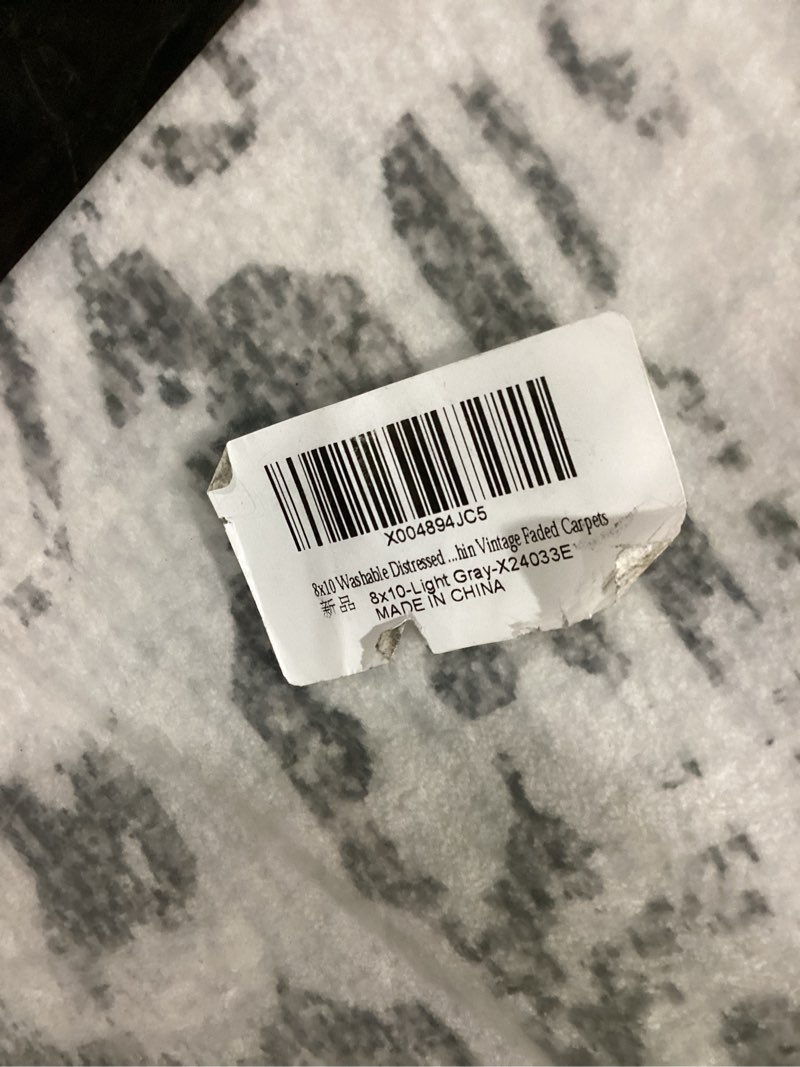 X004894JC5
8x10 Washable Distressed ...hin Vintage Faded Carpets
新品 8x10-Light Gray-X24033E
MADE IN CHINA